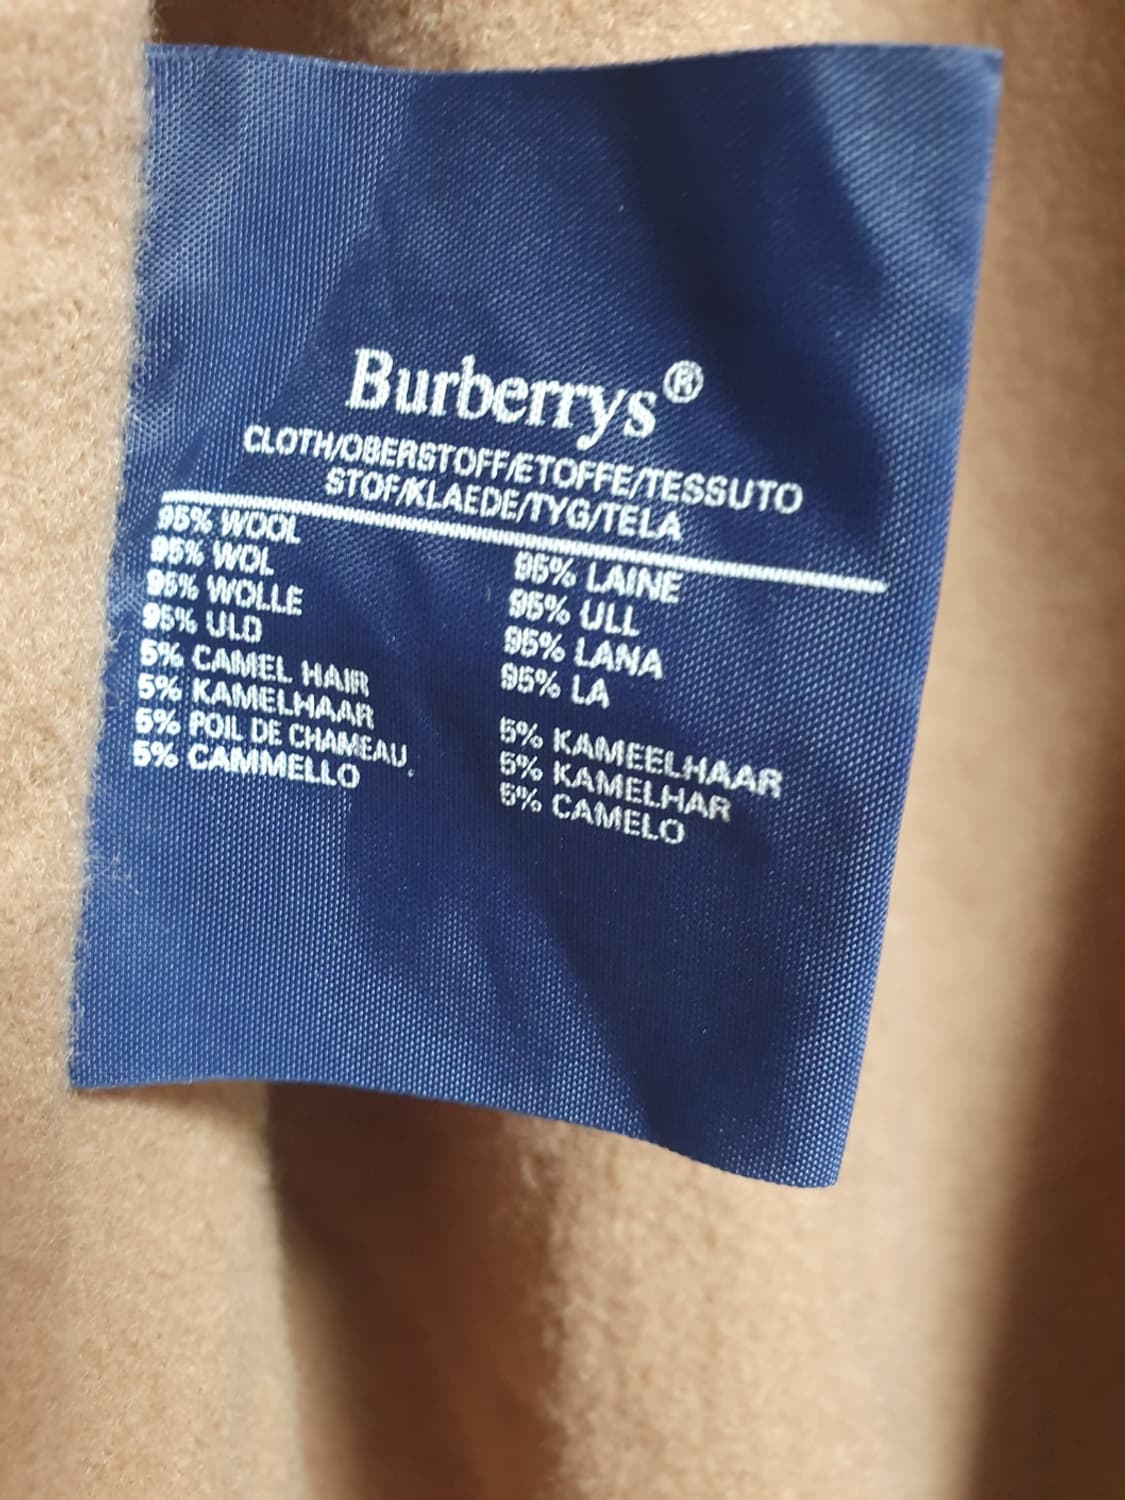 Burberrys®
CLOTH/OBERSTOFF/ETOFFE/TESSUTO
STOF/KLAEDE/TYG/TELA
95% WOOL
95% WOL
95% WOLLE
95% ULD
5% CAMEL HAIR
5% KAMELHAAR
5% POIL DE CHAMEAU
5% CAMMELLO
95% LAINE
95% ULL
95% LANA
95% LA
5% KAMEELHAAR
5% KAMELHAR
5% CAMELO